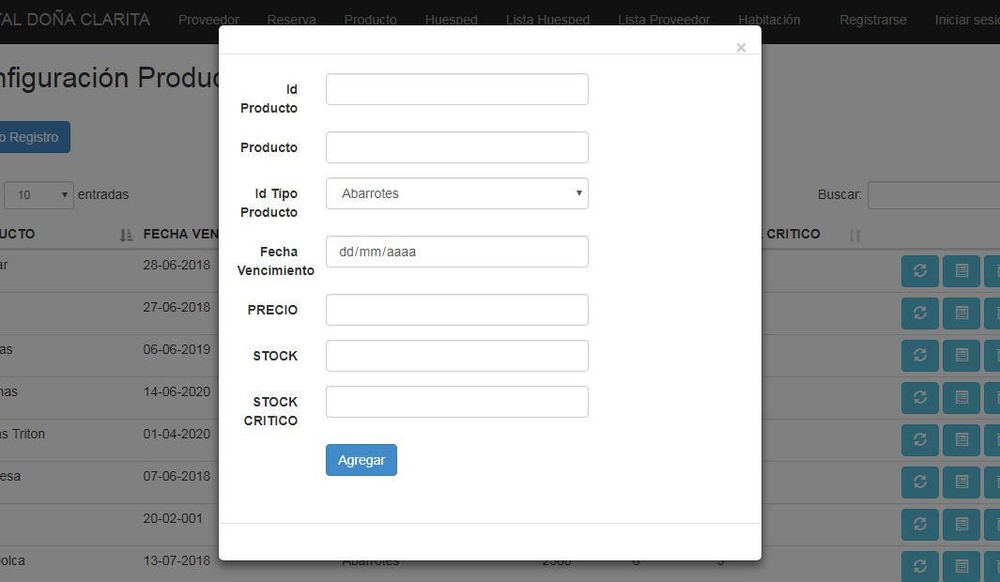 TAL DOÑA CLARITA Proveedor Reserva Producto Huesped Lista Huesped Lista Proveedor Habitación Registrarse Iniciar sesió
nfiguración Produc
o Registro
10 entradas
Buscar:
UCTO FECHA VEN CRITICO
ar 28-06-2018
27-06-2018
as 06-06-2019
nas 14-06-2020
as Triton 01-04-2020
esa 07-06-2018
20-02-001
olca 13-07-2018 Abarrotes 2500 6 5
×
Id
Producto
Producto
Id Tipo
Producto
Abarrotes
Fecha
Vencimiento
dd/mm/aaaa
PRECIO
STOCK
STOCK
CRITICO
Agregar